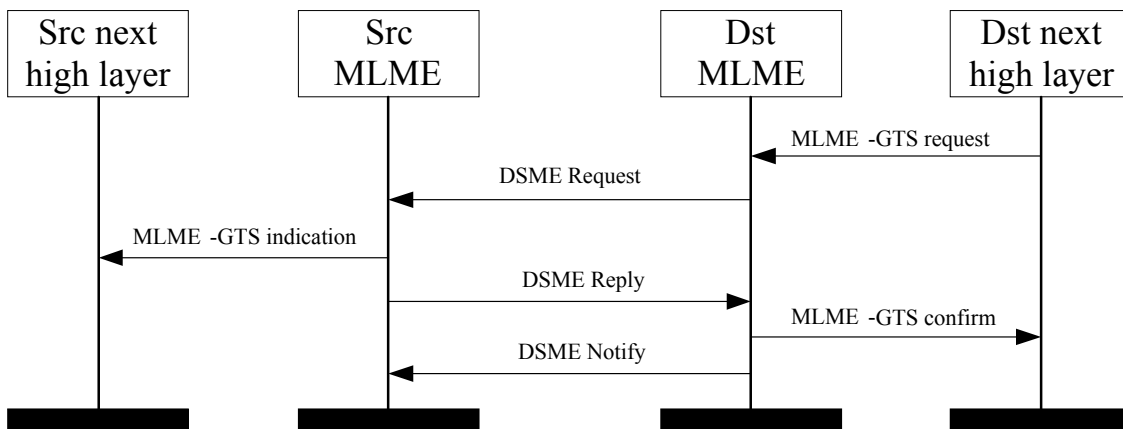 Src next
high layer
Src
MLME
Dst
MLME
Dst next
high layer
MLME -GTS request
DSME Request
MLME -GTS indication
DSME Reply
MLME -GTS confirm
DSME Notify